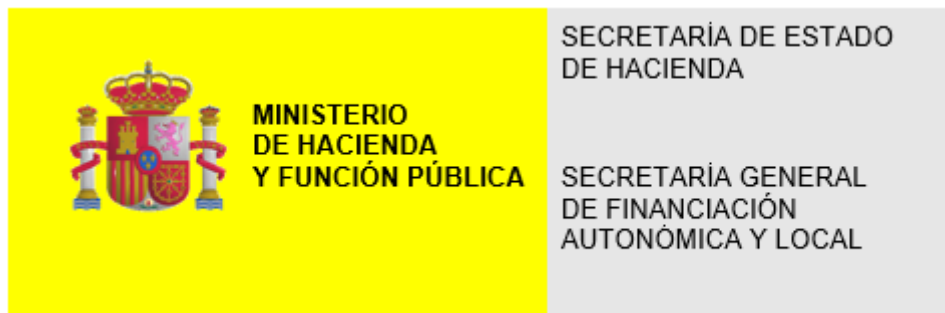 MINISTERIO
DE HACIENDA
Y FUNCIÓN PÚBLICA
SECRETARÍA DE ESTADO
DE HACIENDA
SECRETARÍA GENERAL
DE FINANCIACIÓN
AUTONÓMICA Y LOCAL